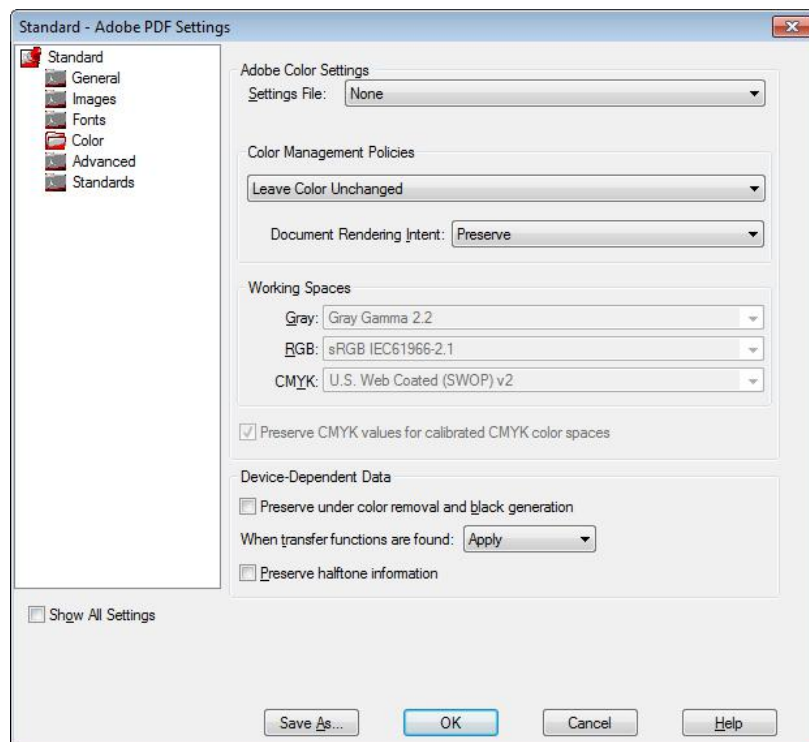 Standard - Adobe PDF Settings
Standard
General
Images
Fonts
Color
Advanced
Standards
Show All Settings
Adobe Color Settings
Settings File: None
Color Management Policies
Leave Color Unchanged
Document Rendering Intent: Preserve
Working Spaces
Gray: Gray Gamma 2.2
RGB: sRGB IEC61966-2.1
CMYK: U.S. Web Coated (SWOP) v2
Preserve CMYK values for calibrated CMYK color spaces
Device-Dependent Data
Preserve under color removal and black generation
When transfer functions are found: Apply
Preserve halftone information
Save As... OK Cancel Help